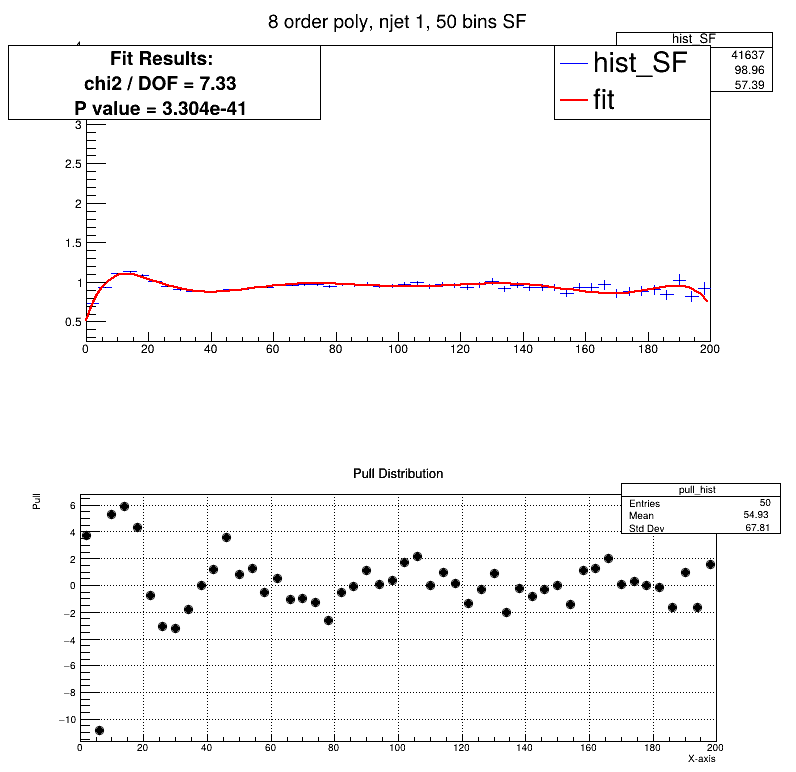 8 order poly, njet 1, 50 bins SF
hist_SF
41637
98.96
57.39
Fit Results:
chi2 / DOF = 7.33
P value = 3.304e-41
hist_SF
fit
3
2.5
2
1.5
1
0.5
0 20 40 60 80 100 120 140 160 180 200
Pull Distribution
pull_hist
Entries 50
Mean 54.93
Std Dev 67.81
Pull
6
4
2
0
−2
−4
−6
−8
−10
0 20 40 60 80 100 120 140 160 180 200
X-axis